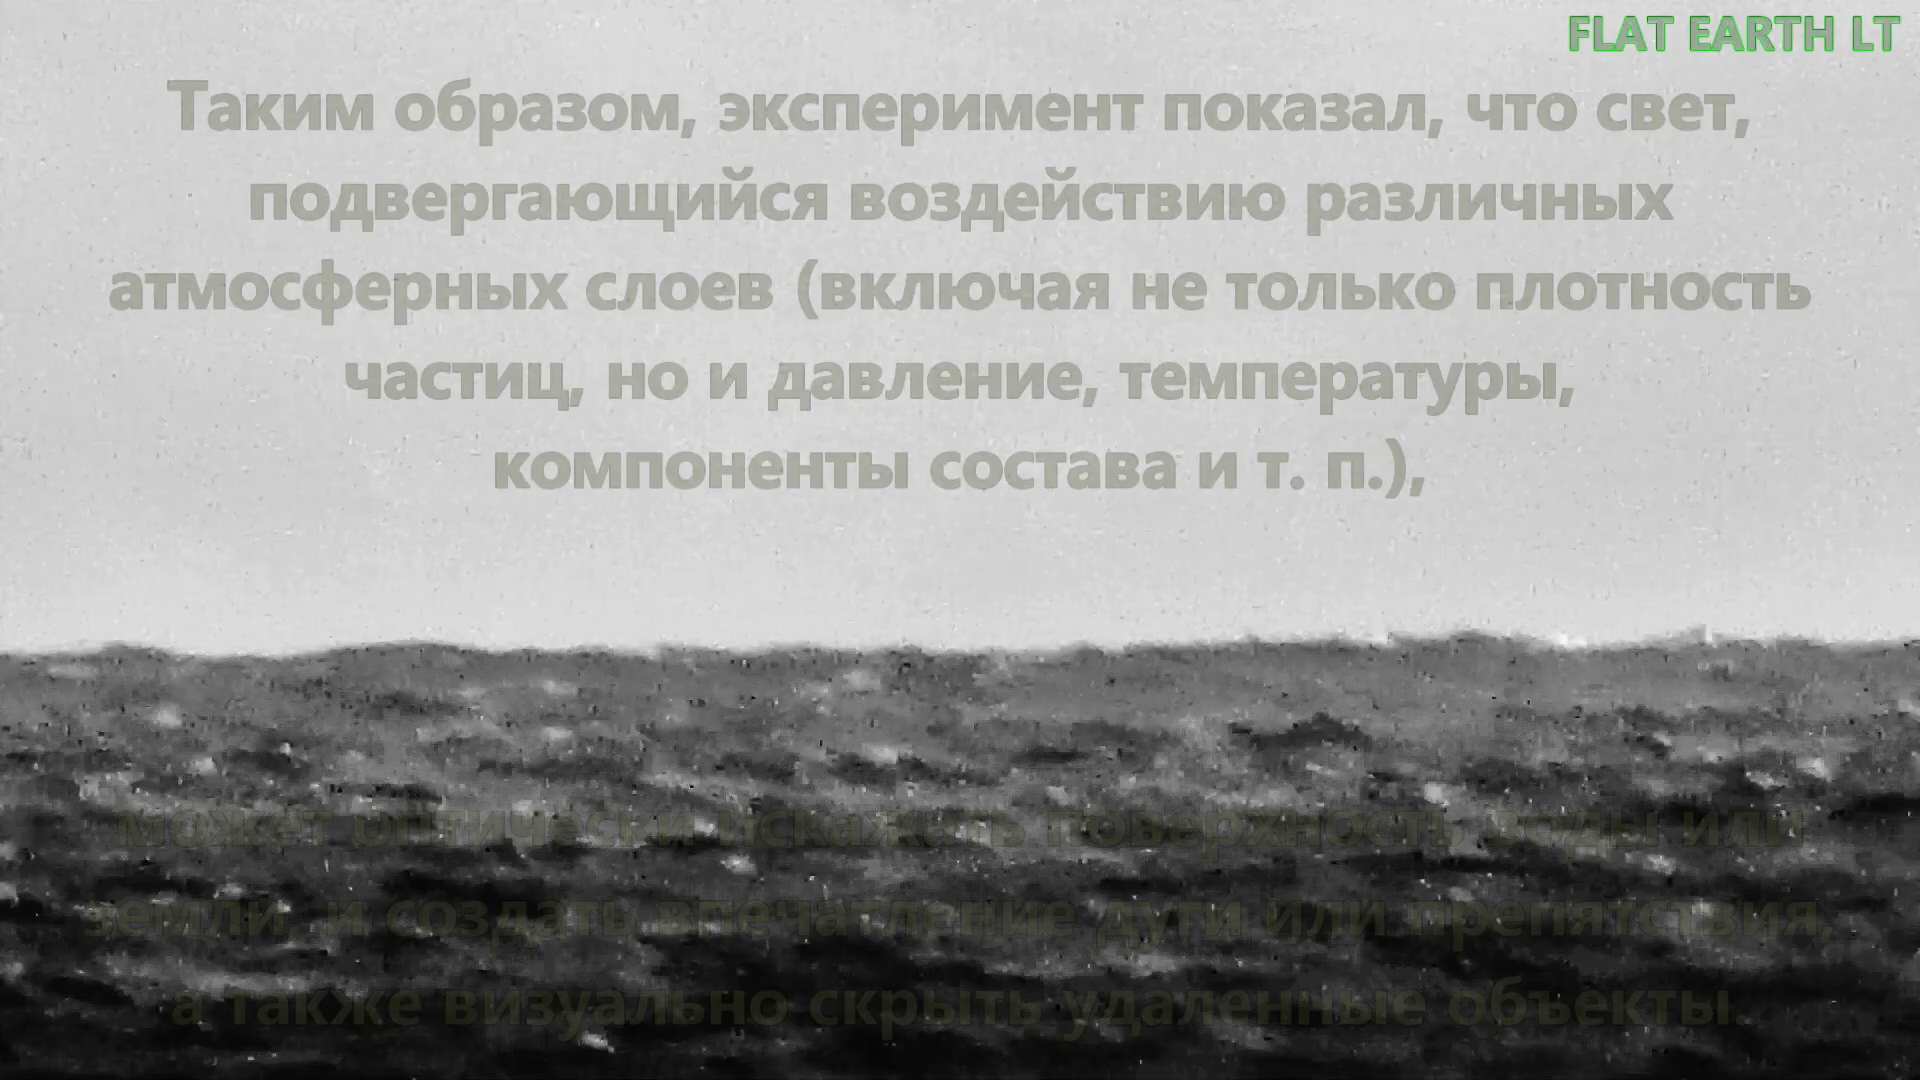 FLAT EARTH LT
Таким образом, эксперимент показал, что свет,
подвергающийся воздействию различных
атмосферных слоев (включая не только плотность
частиц, но и давление, температуры,
компоненты состава и т. п.),
может оптически искажать поверхность воды или
земли, и создать впечатление дуги или препятствия,
а также визуально скрыть удаленные объекты.